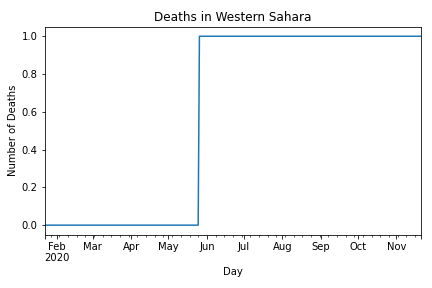 Deaths in Western Sahara
Number of Deaths
1.0
0.8
0.6
0.4
0.2
0.0
Feb Mar Apr May Jun Jul Aug Sep Oct Nov
2020
Day